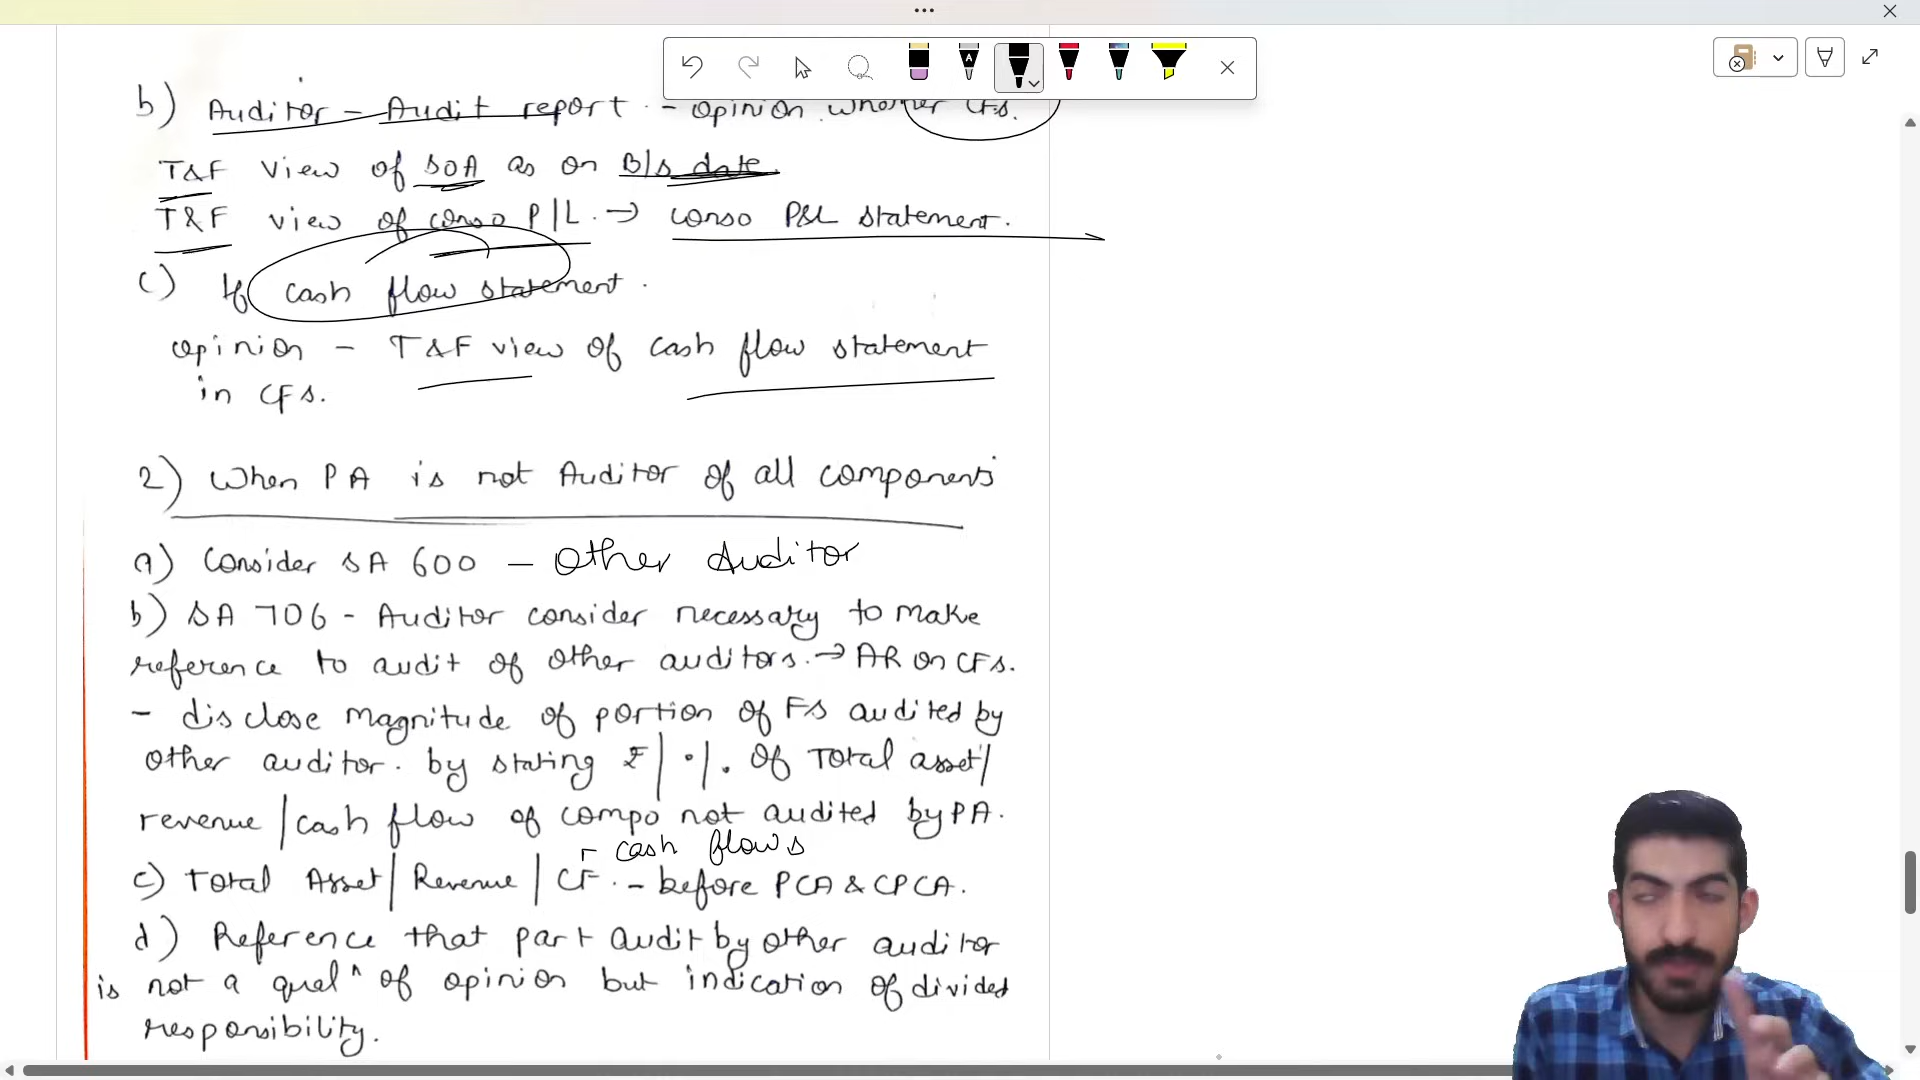 b) Auditor - Audit report - opinion whether CFS.
T&F view of SOA as on B/s date.
T&F view of conso P/L. → conso P&L statement.
c) If cash flow statement.
opinion - T&F view of cash flow statement
in CFS.
2) When PA is not Auditor of all components
a) Consider SA 600 - Other Auditor
b) SA 706 - Auditor consider necessary to make
reference to audit of other auditors. → AR on CFS.
- disclose magnitude of portion of FS audited by
other auditor. by stating ₹/%. of Total asset/
revenue/cash flow of compo not audited by PA.
cash flows
c) Total Asset/Revenue/CF. - before PCA & CPCA.
d) Reference that part audit by other auditor
is not a qualⁿ of opinion but indication of divided
responsibility.